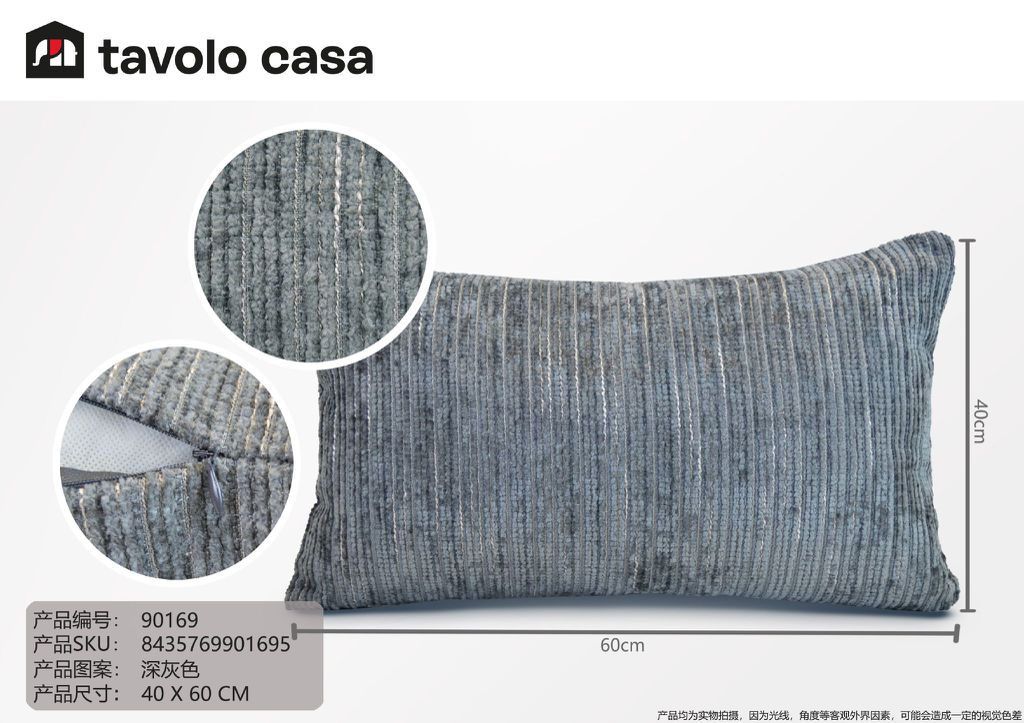 tavolo casa
40cm
60cm
产品编号： 90169
产品SKU： 8435769901695
产品图案： 深灰色
产品尺寸： 40 X 60 CM
产品均为实物拍摄，因为光线，角度等客观外界因素，可能会造成一定的视觉色差